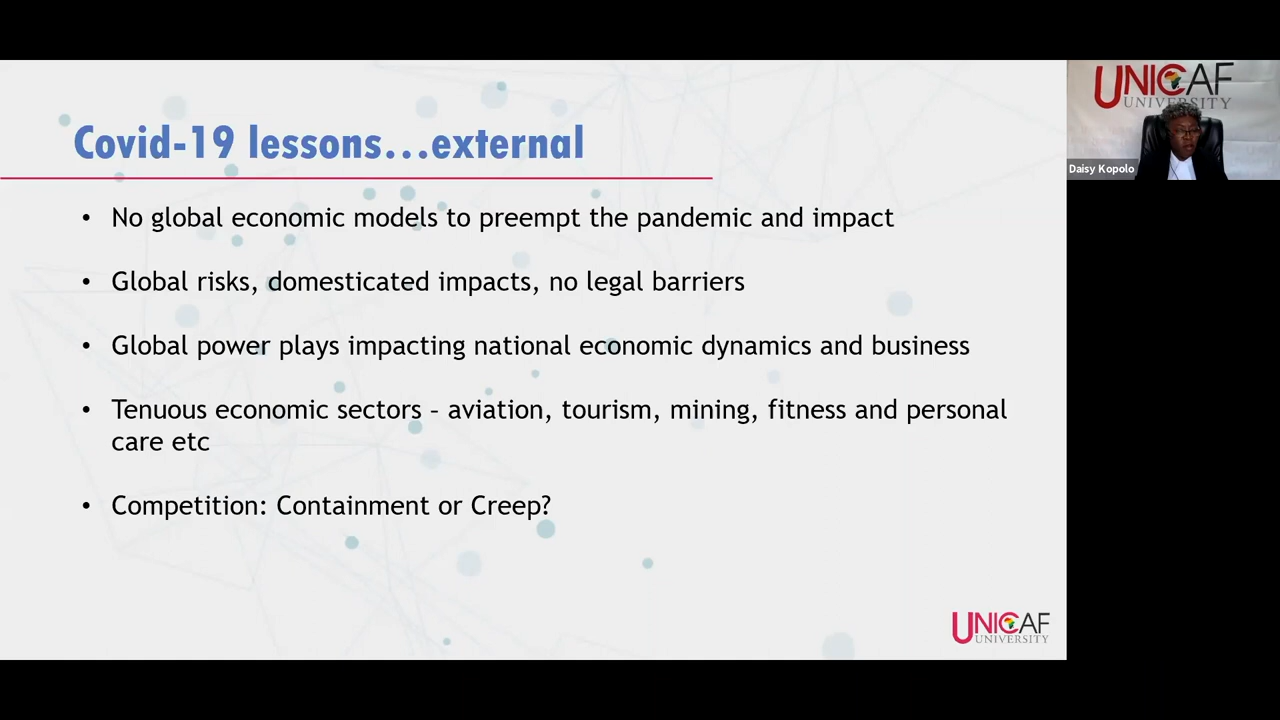 Covid-19 lessons...external
• No global economic models to preempt the pandemic and impact
• Global risks, domesticated impacts, no legal barriers
• Global power plays impacting national economic dynamics and business
• Tenuous economic sectors – aviation, tourism, mining, fitness and personal
care etc
• Competition: Containment or Creep?
UNICAF
UNIVERSITY
UNICAF
UNIVERSITY
Daisy Kopolo